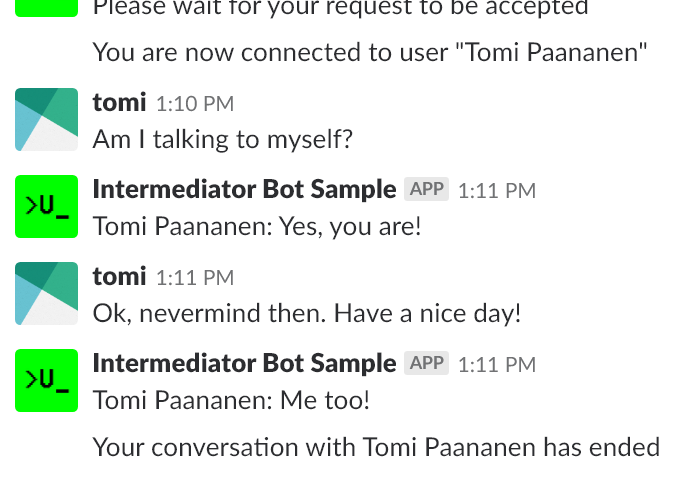 Please wait for your request to be accepted
You are now connected to user "Tomi Paananen"
tomi 1:10 PM
Am I talking to myself?
>U_
Intermediator Bot Sample APP 1:11 PM
Tomi Paananen: Yes, you are!
tomi 1:11 PM
Ok, nevermind then. Have a nice day!
>U_
Intermediator Bot Sample APP 1:11 PM
Tomi Paananen: Me too!
Your conversation with Tomi Paananen has ended